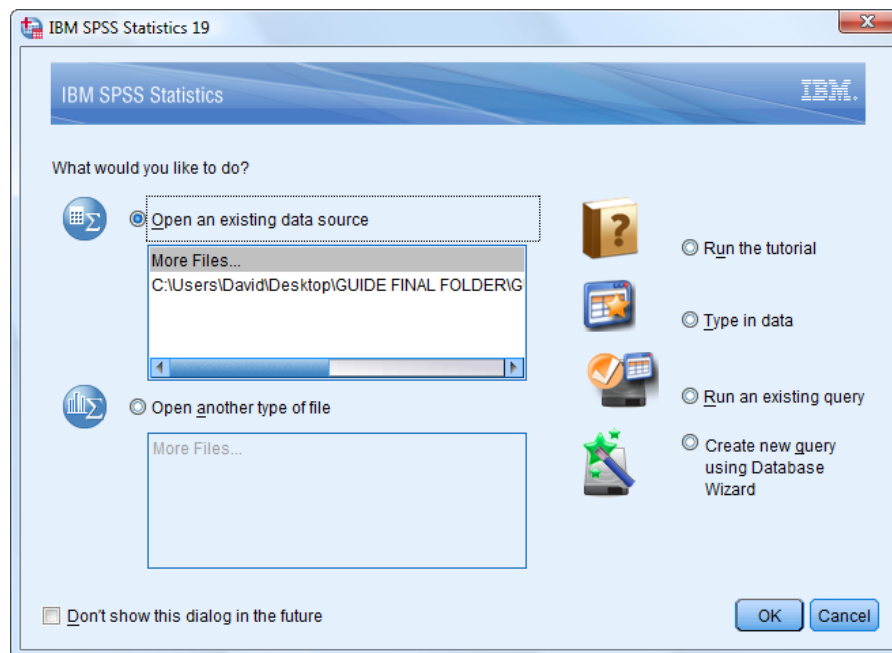 IBM SPSS Statistics 19
IBM SPSS Statistics
IBM.
What would you like to do?
Open an existing data source
More Files...
C:\Users\David\Desktop\GUIDE FINAL FOLDER\G
Open another type of file
More Files...
Run the tutorial
Type in data
Run an existing query
Create new query
using Database
Wizard
Don't show this dialog in the future
OK
Cancel